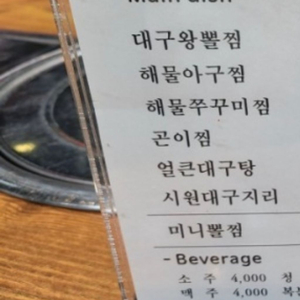 Main dish
대구왕뽈찜
해물아구찜
해물쭈꾸미찜
곤이찜
얼큰대구탕
시원대구지리
미니뽈찜
- Beverage
소 주 4,000 청
맥 주 4,000 복